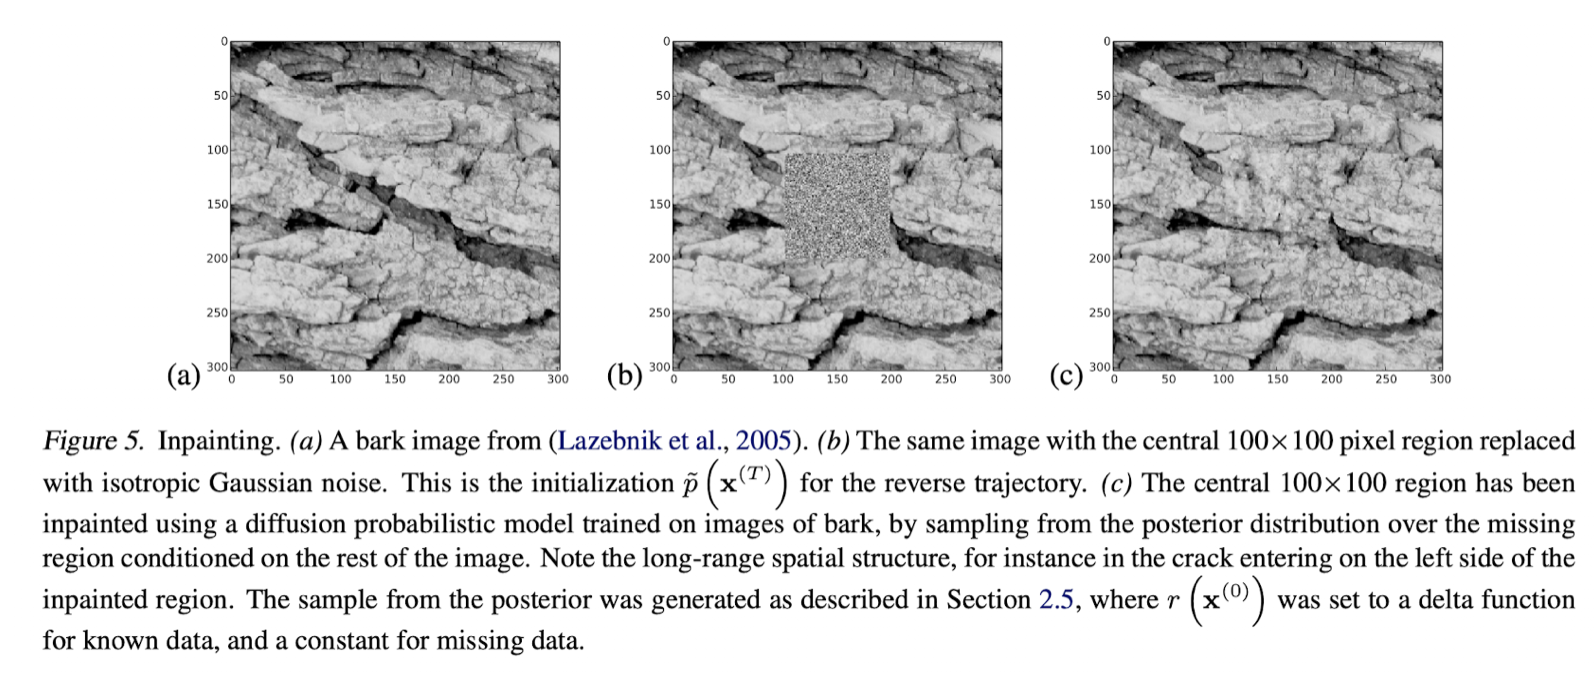 0
50
100
150
200
250
300
0 50 100 150 200 250 300
(a)
0
50
100
150
200
250
300
0 50 100 150 200 250 300
(b)
0
50
100
150
200
250
300
0 50 100 150 200 250 300
(c)
Figure 5. Inpainting. (a) A bark image from (Lazebnik et al., 2005). (b) The same image with the central 100×100 pixel region replaced
with isotropic Gaussian noise. This is the initialization p̃ (x^(T)) for the reverse trajectory. (c) The central 100×100 region has been
inpainted using a diffusion probabilistic model trained on images of bark, by sampling from the posterior distribution over the missing
region conditioned on the rest of the image. Note the long-range spatial structure, for instance in the crack entering on the left side of the
inpainted region. The sample from the posterior was generated as described in Section 2.5, where r (x^(0)) was set to a delta function
for known data, and a constant for missing data.